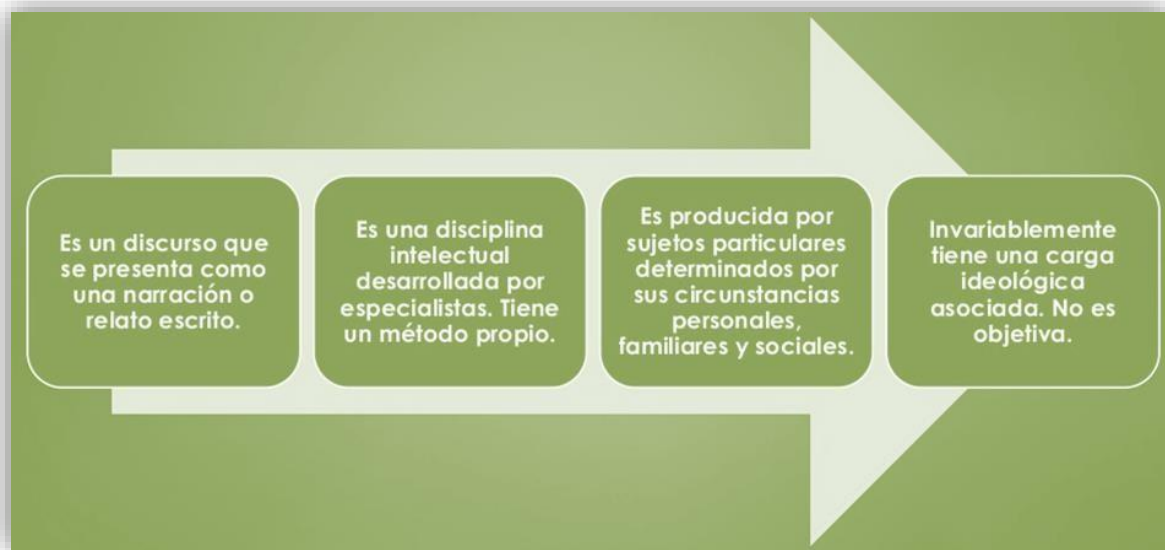 Es un discurso que
se presenta como
una narración o
relato escrito.
Es una disciplina
intelectual
desarrollada por
especialistas. Tiene
un método propio.
Es producida por
sujetos particulares
determinados por
sus circunstancias
personales,
familiares y sociales.
Invariablemente
tiene una carga
ideológica
asociada. No es
objetiva.